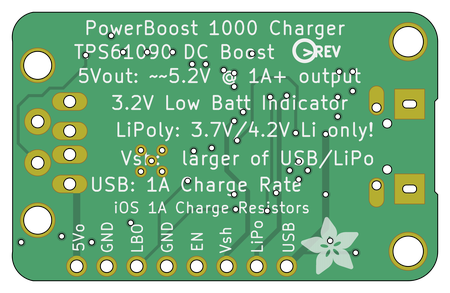 PowerBoost 1000 Charger
TPS61090 DC Boost
>REV
5Vout: ~~5.2V @ 1A+ output
3.2V Low Batt Indicator
LiPoly: 3.7V/4.2V Li only!
Vsh: larger of USB/LiPo
USB: 1A Charge Rate
iOS 1A Charge Resistors
5Vo
GND
LBO
GND
EN
Vsh
LiPo
USB